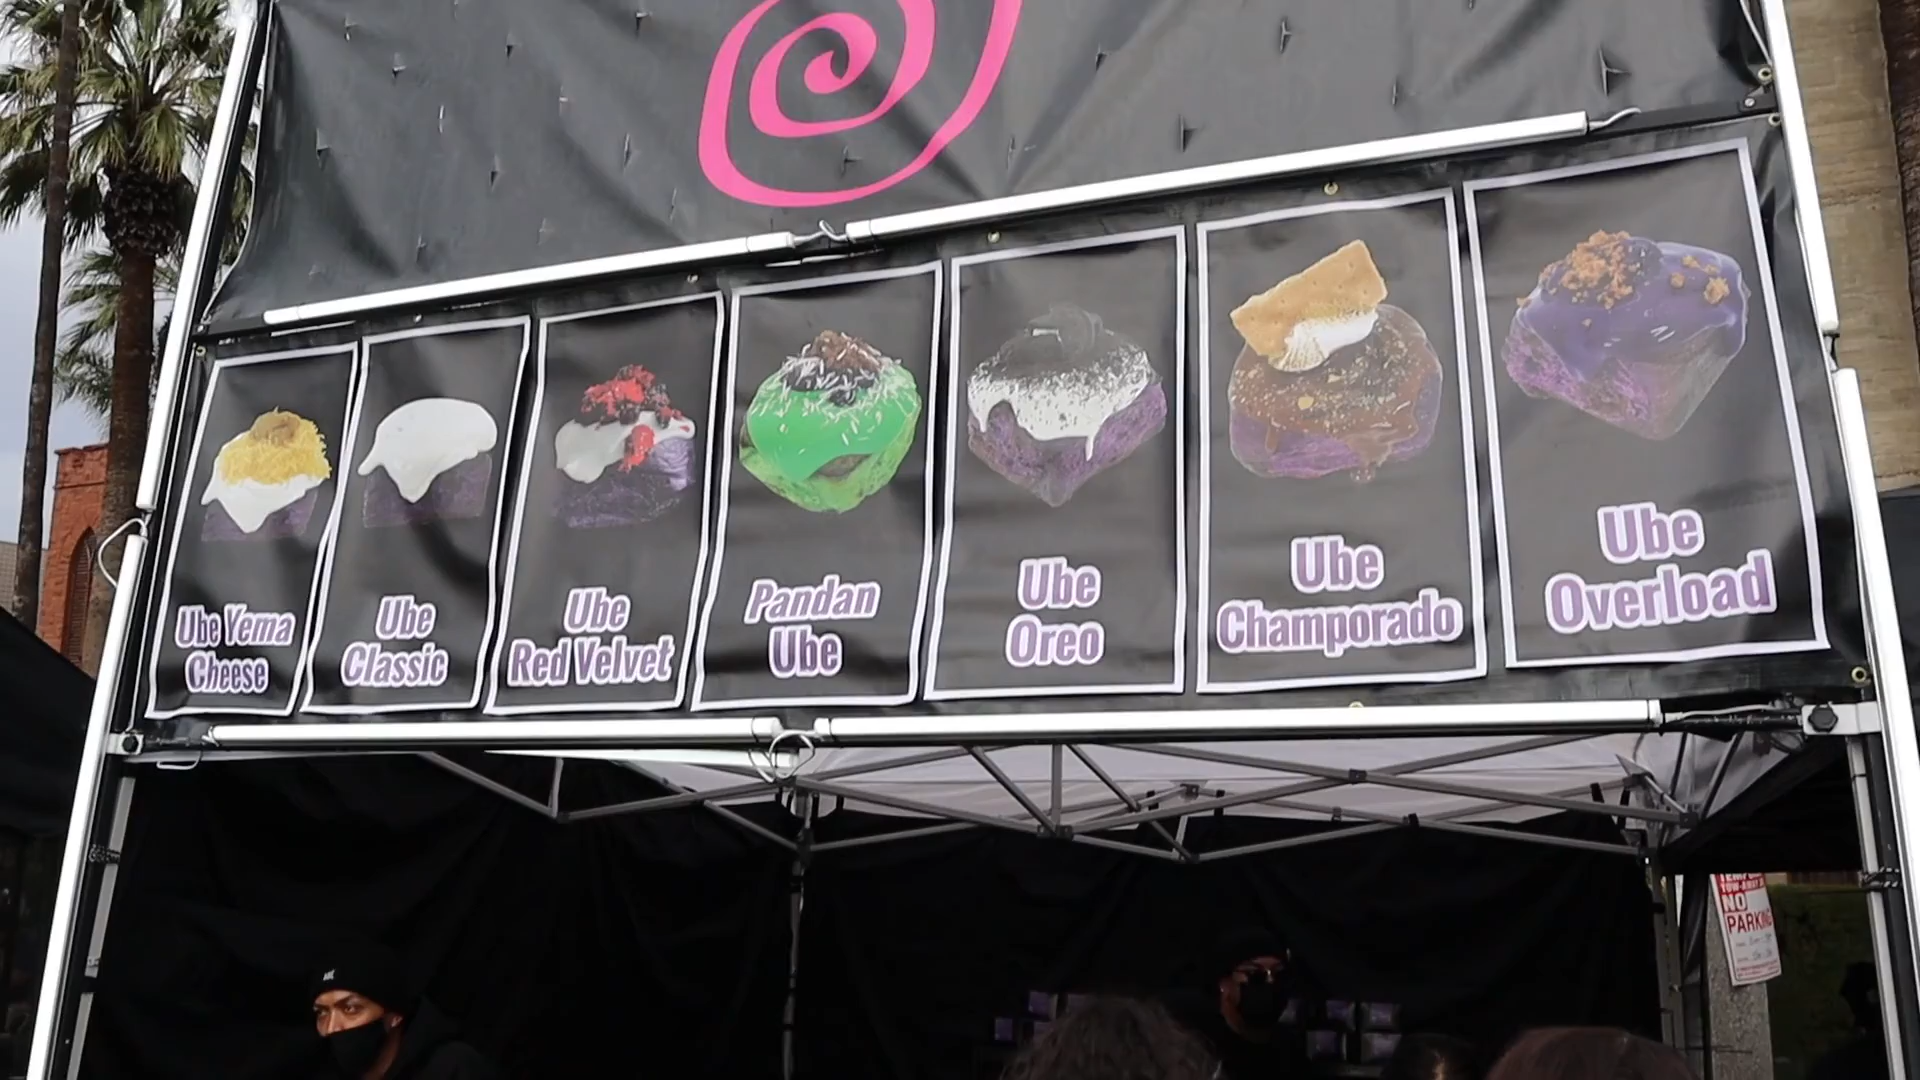 Ube Yema
Cheese
Ube
Classic
Ube
Red Velvet
Pandan
Ube
Ube
Oreo
Ube
Champorado
Ube
Overload
NO
PARKING